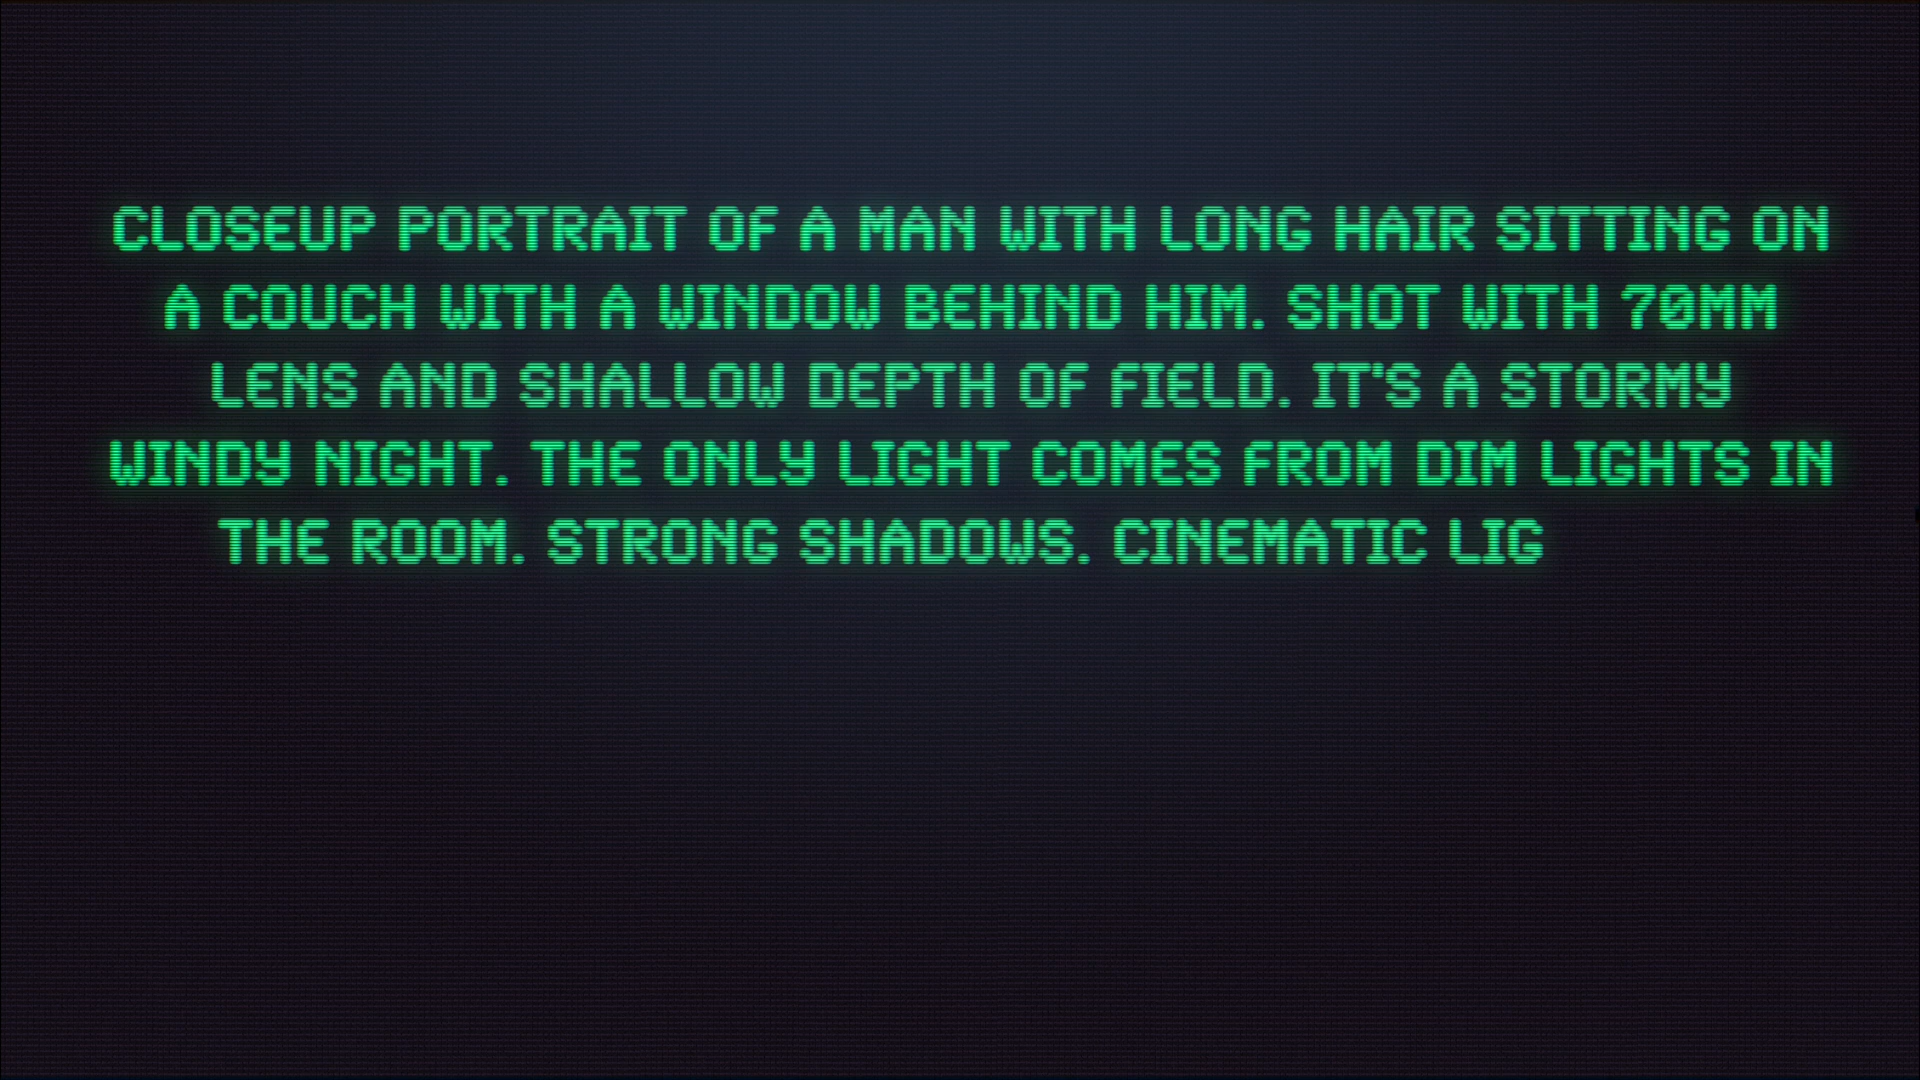 CLOSEUP PORTRAIT OF A MAN WITH LONG HAIR SITTING ON
A COUCH WITH A WINDOW BEHIND HIM. SHOT WITH 70MM
LENS AND SHALLOW DEPTH OF FIELD. IT'S A STORMY
WINDY NIGHT. THE ONLY LIGHT COMES FROM DIM LIGHTS IN
THE ROOM. STRONG SHADOWS. CINEMATIC LIG